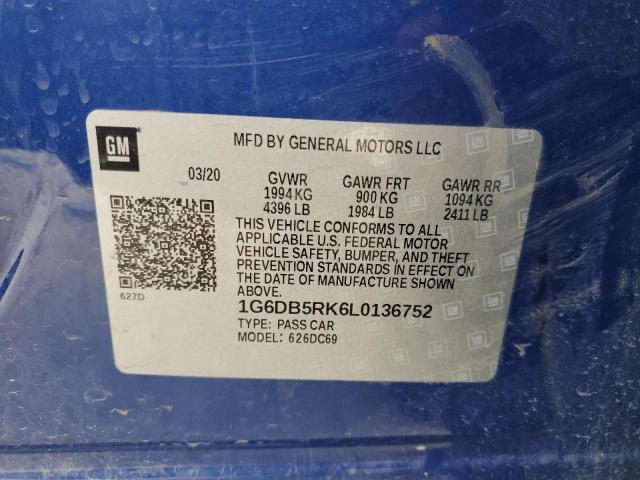 GM
MFD BY GENERAL MOTORS LLC
03/20 GVWR GAWR FRT GAWR RR
1994 KG 900 KG 1094 KG
4396 LB 1984 LB 2411 LB
THIS VEHICLE CONFORMS TO ALL
APPLICABLE U.S. FEDERAL MOTOR
VEHICLE SAFETY, BUMPER, AND THEFT
PREVENTION STANDARDS IN EFFECT ON
THE DATE OF MANUFACTURE SHOWN
ABOVE.
627D
1G6DB5RK6L0136752
TYPE: PASS CAR
MODEL: 626DC69